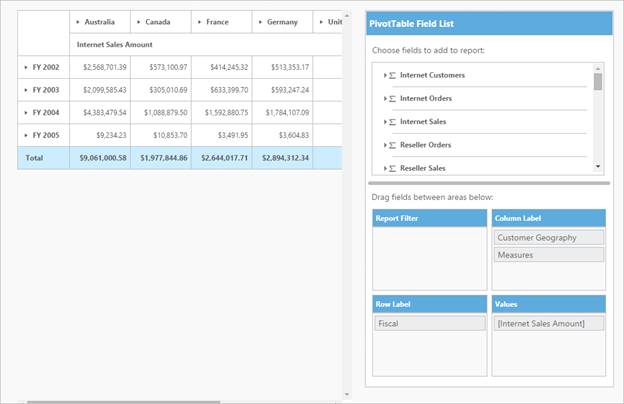 Australia Canada France Germany Unit
Internet Sales Amount
FY 2002 $2,568,701.39 $573,100.97 $414,245.32 $513,353.17
FY 2003 $2,099,585.43 $305,010.69 $633,399.70 $593,247.24
FY 2004 $4,383,479.54 $1,088,879.50 $1,592,880.75 $1,784,107.09
FY 2005 $9,234.23 $10,853.70 $3,491.95 $3,604.83
Total $9,061,000.58 $1,977,844.86 $2,644,017.71 $2,894,312.34
PivotTable Field List
Choose fields to add to report:
Σ Internet Customers
Σ Internet Orders
Σ Internet Sales
Σ Reseller Orders
Σ Reseller Sales
Drag fields between areas below:
Report Filter
Column Label
Customer Geography
Measures
Row Label
Fiscal
Values
[Internet Sales Amount]